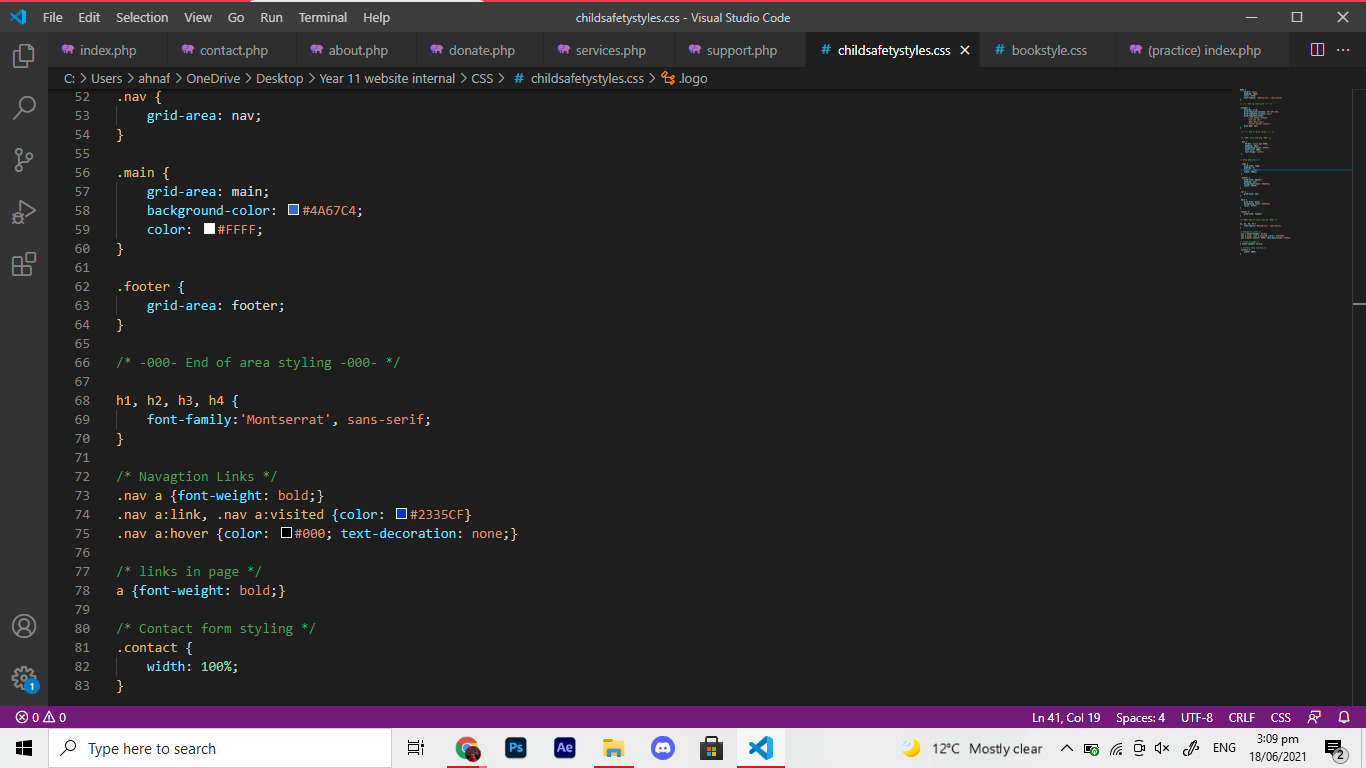 File Edit Selection View Go Run Terminal Help childsafetystyles.css - Visual Studio Code
index.php contact.php about.php donate.php services.php support.php # childsafetystyles.css # bookstyle.css (practice) index.php
C: > Users > ahnaf > OneDrive > Desktop > Year 11 website internal > CSS > # childsafetystyles.css > .logo
52 .nav {
53 grid-area: nav;
54 }
55
56 .main {
57 grid-area: main;
58 background-color: #4A67C4;
59 color: #FFFF;
60 }
61
62 .footer {
63 grid-area: footer;
64 }
65
66 /* -000- End of area styling -000- */
67
68 h1, h2, h3, h4 {
69 font-family:'Montserrat', sans-serif;
70 }
71
72 /* Navagtion Links */
73 .nav a {font-weight: bold;}
74 .nav a:link, .nav a:visited {color: #2335CF}
75 .nav a:hover {color: #000; text-decoration: none;}
76
77 /* links in page */
78 a {font-weight: bold;}
79
80 /* Contact form styling */
81 .contact {
82 width: 100%;
83 }
1
0 0 Ln 41, Col 19 Spaces: 4 UTF-8 CRLF CSS
Type here to search Ps Ae 12°C Mostly clear ENG 3:09 pm
18/06/2021 2